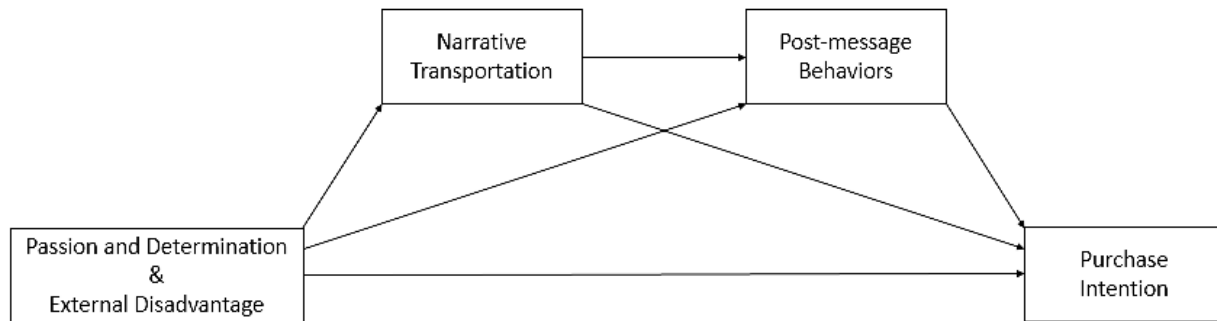 Narrative
Transportation
Post-message
Behaviors
Passion and Determination
&
External Disadvantage
Purchase
Intention